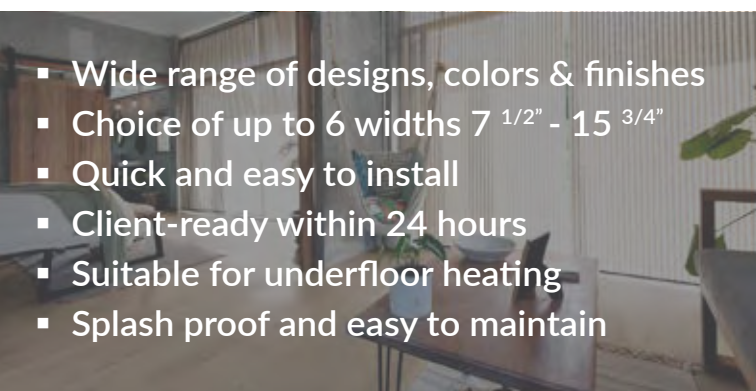 ▪ Wide range of designs, colors & finishes
▪ Choice of up to 6 widths 7 1/2” - 15 3/4”
▪ Quick and easy to install
▪ Client-ready within 24 hours
▪ Suitable for underfloor heating
▪ Splash proof and easy to maintain